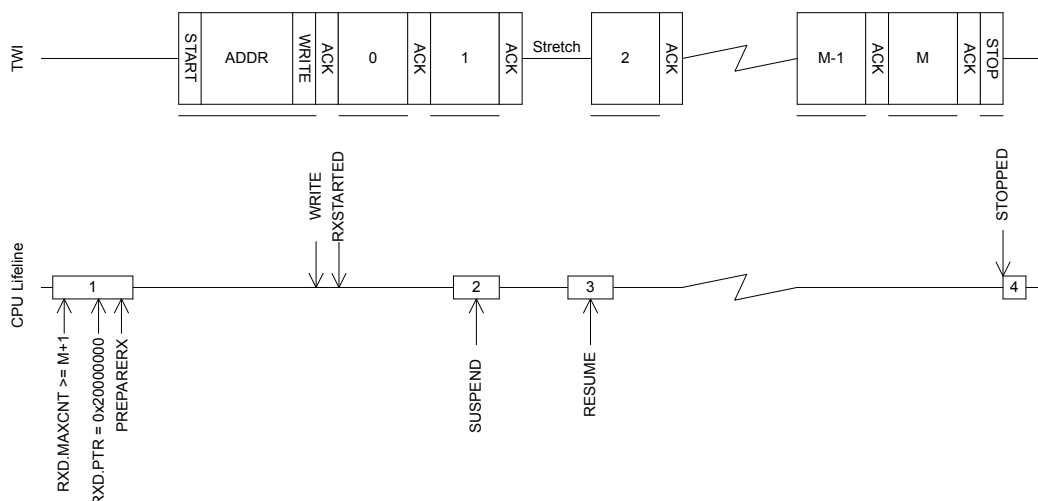 TWI
START
ADDR
WRITE
ACK
0
ACK
1
ACK
Stretch
2
ACK
M-1
ACK
M
ACK
STOP
WRITE
RXSTARTED
STOPPED
CPU Lifeline
1
2
3
4
RXD.MAXCNT >= M+1
RXD.PTR = 0x20000000
PREPARERX
SUSPEND
RESUME